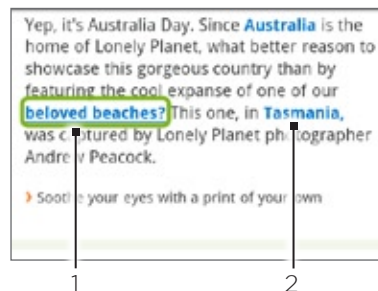 Yep, it's Australia Day. Since Australia is the
home of Lonely Planet, what better reason to
showcase this gorgeous country than by
featuring the cool expanse of one of our
beloved beaches? This one, in Tasmania,
was captured by Lonely Planet photographer
Andrew Peacock.
› Soothe your eyes with a print of your own
1 2